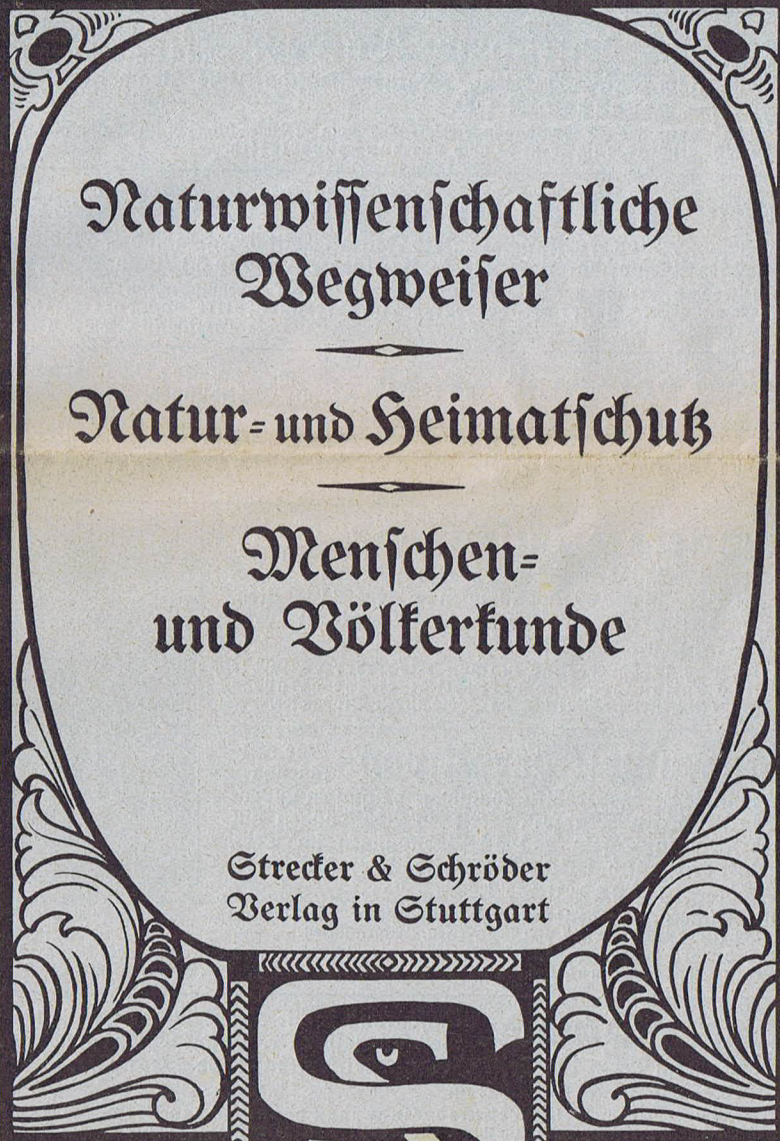 Naturwissenschaftliche
Wegweiser
Natur- und Heimatschutz
Menschen-
und Völkerkunde
Strecker & Schröder
Verlag in Stuttgart